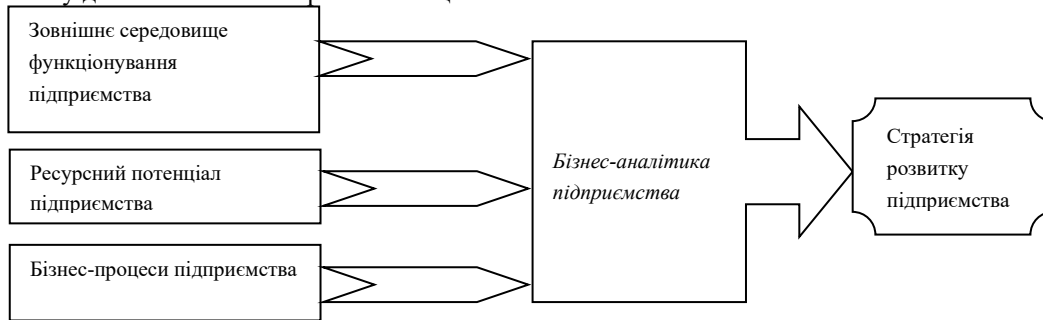 Зовнішнє середовище
функціонування
підприємства
Ресурсний потенціал
підприємства
Бізнес-процеси підприємства
Бізнес-аналітика
підприємства
Стратегія
розвитку
підприємства